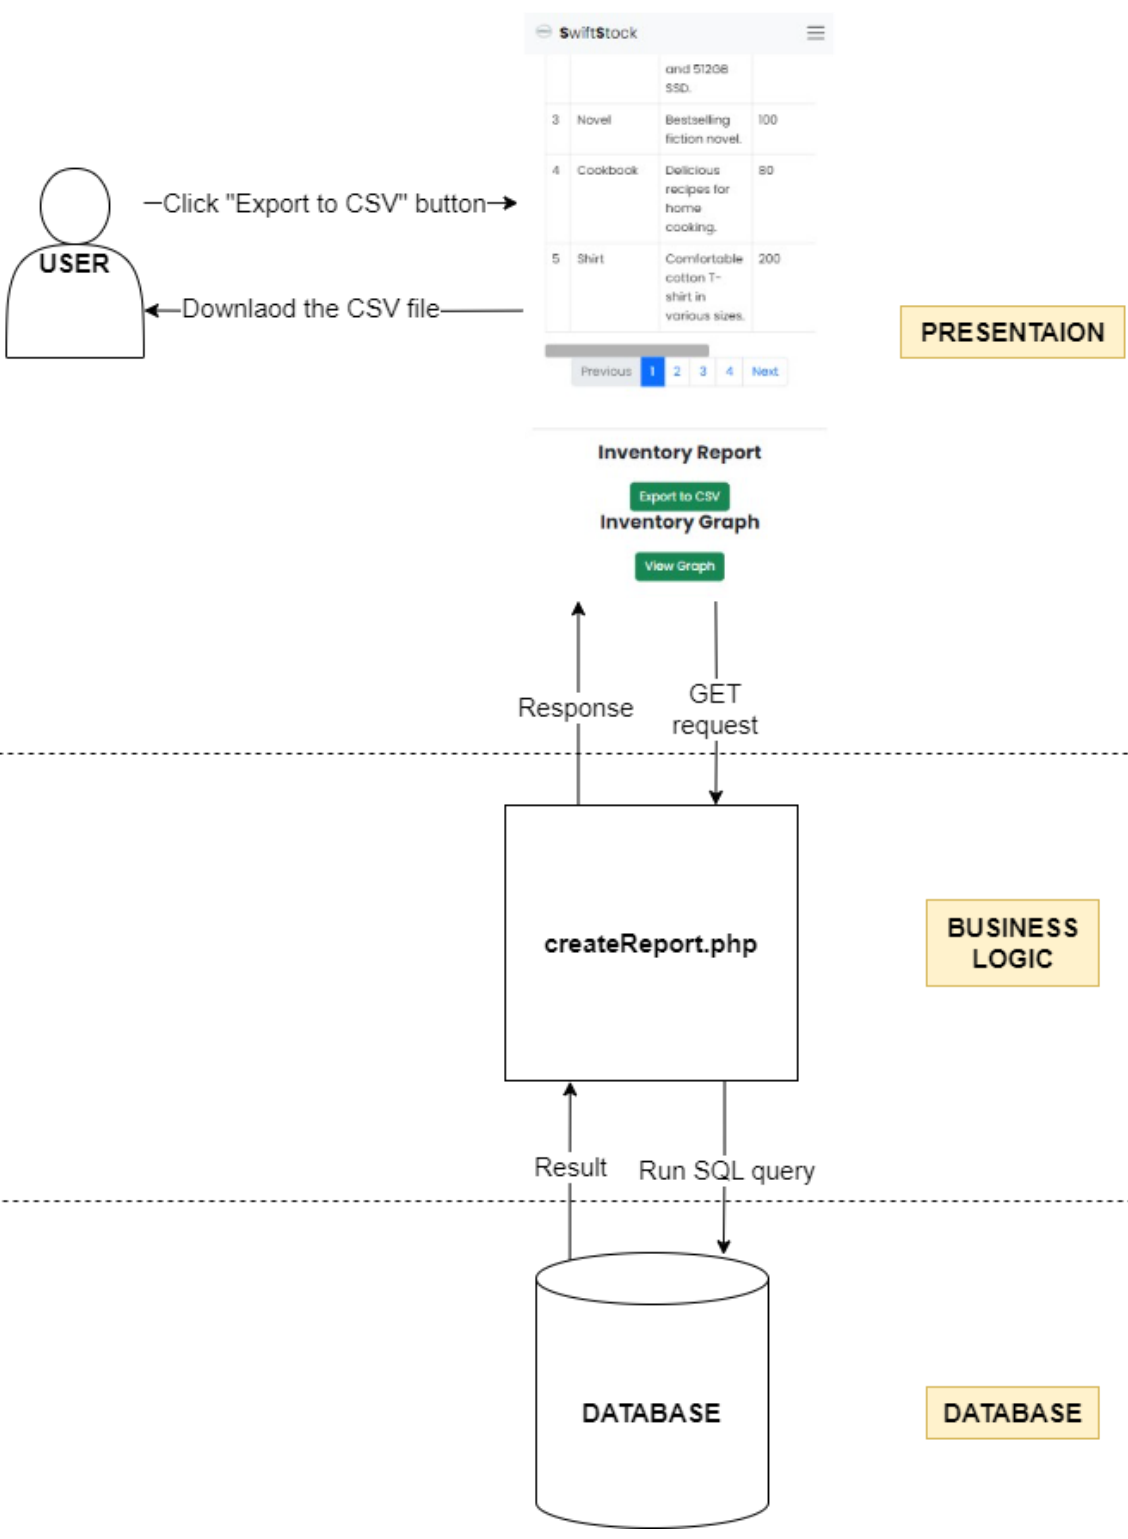 SwiftStock
and 512GB
SSD.
3 Novel Bestselling 100
fiction novel.
4 Cookbook Delicious 80
recipes for
home
cooking.
5 Shirt Comfortable 200
cotton T-
shirt in
various sizes.
Previous 1 2 3 4 Next
Inventory Report
Export to CSV
Inventory Graph
View Graph
Click "Export to CSV" button
USER
Downlaod the CSV file
PRESENTAION
Response
GET
request
createReport.php
BUSINESS
LOGIC
Result
Run SQL query
DATABASE
DATABASE